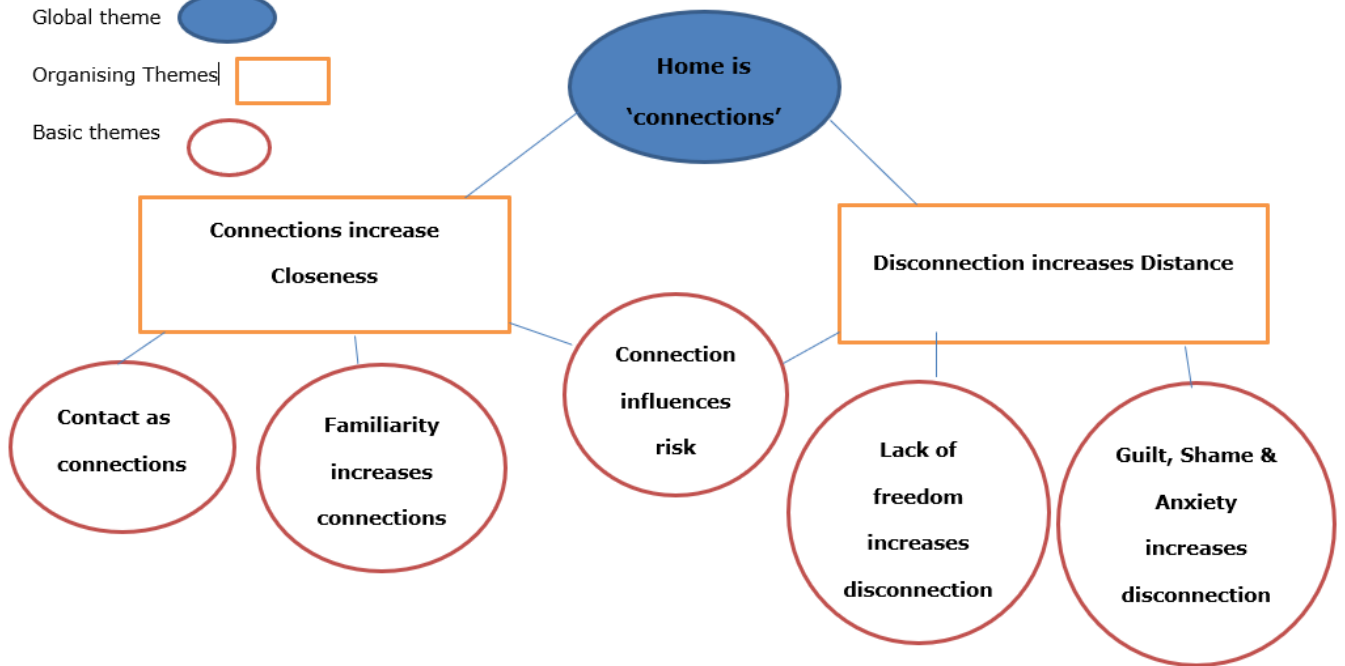 Global theme
Organising Themes
Basic themes
Home is
‘connections’
Connections increase
Closeness
Disconnection increases Distance
Contact as
connections
Familiarity
increases
connections
Connection
influences
risk
Lack of
freedom
increases
disconnection
Guilt, Shame &
Anxiety
increases
disconnection